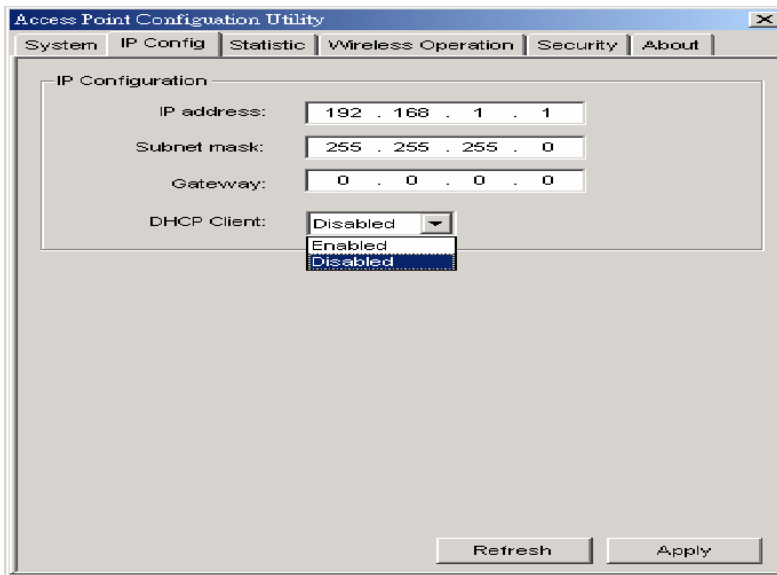 Access Point Configuation Utility
System IP Config Statistic Wireless Operation Security About
IP Configuration
IP address: 192 . 168 . 1 . 1
Subnet mask: 255 . 255 . 255 . 0
Gateway: 0 . 0 . 0 . 0
DHCP Client: Disabled
Enabled
Disabled
Refresh Apply